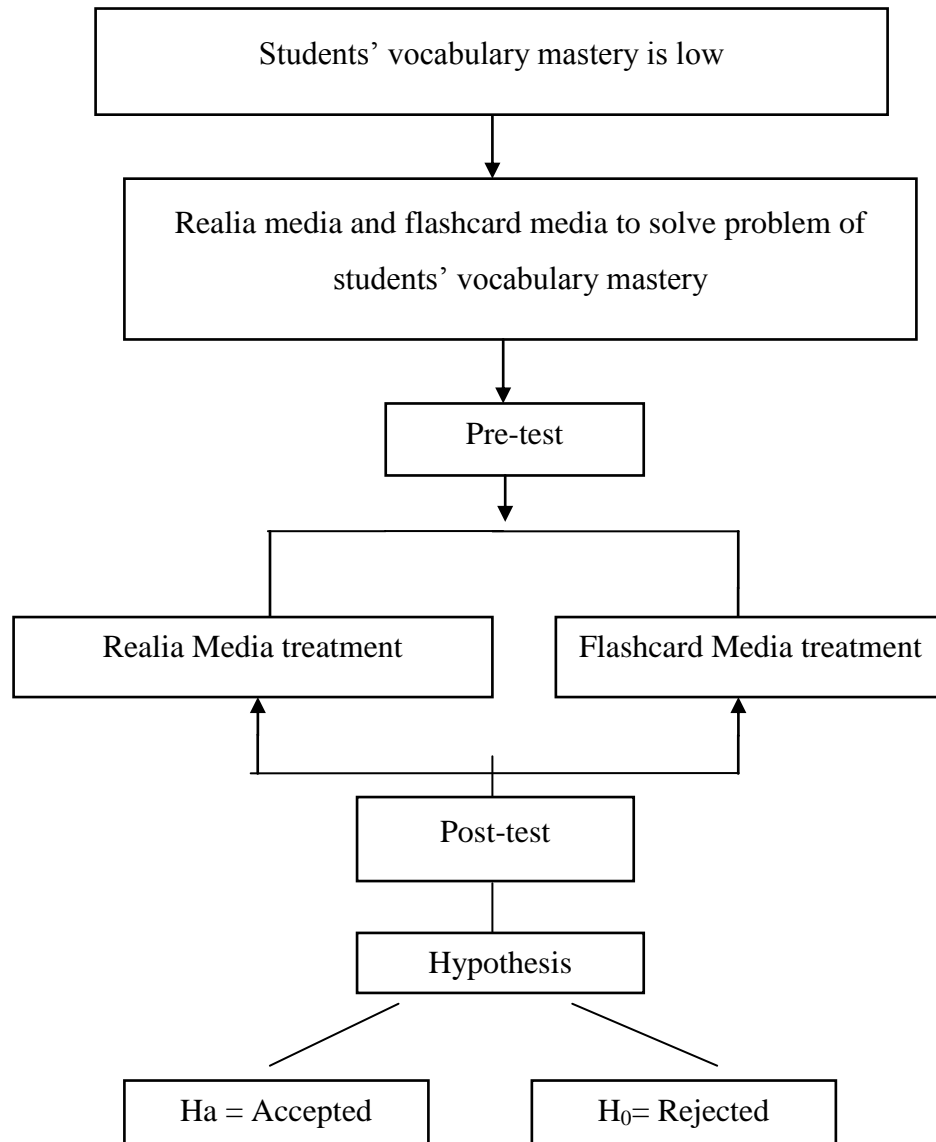 Students’ vocabulary mastery is low
Realia media and flashcard media to solve problem of
students’ vocabulary mastery
Pre-test
Realia Media treatment
Flashcard Media treatment
Post-test
Hypothesis
Ha = Accepted
H₀= Rejected